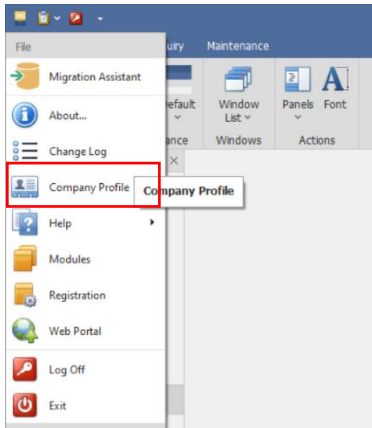 File
uiry
Maintenance
Migration Assistant
efault
Window
List
Panels
Font
About...
ance
Windows
Actions
Change Log
Company Profile
Company Profile
Help
Modules
Registration
Web Portal
Log Off
Exit